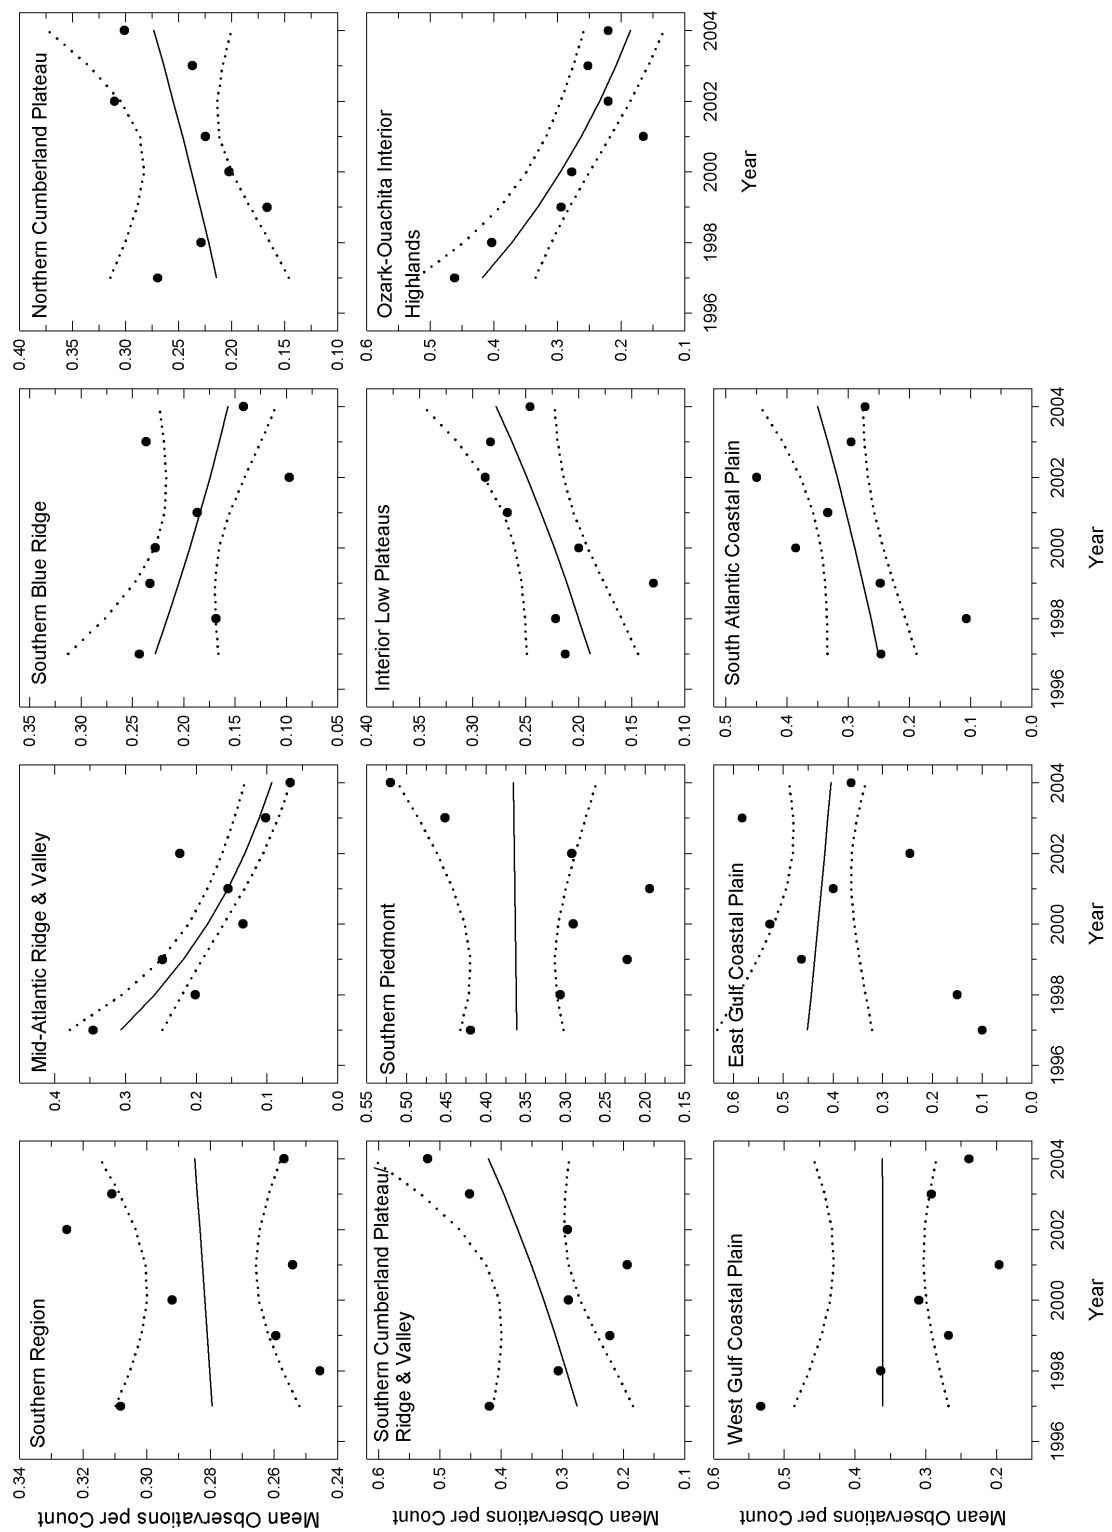 Mean Observations per Count
Southern Region
0.34
0.32
0.30
0.28
0.26
0.24
Mid-Atlantic Ridge & Valley
0.4
0.3
0.2
0.1
0.0
Southern Blue Ridge
0.35
0.30
0.25
0.20
0.15
0.10
0.05
Northern Cumberland Plateau
0.40
0.35
0.30
0.25
0.20
0.15
0.10
Mean Observations per Count
Southern Cumberland Plateau/
Ridge & Valley
0.6
0.5
0.4
0.3
0.2
0.1
Southern Piedmont
0.55
0.50
0.45
0.40
0.35
0.30
0.25
0.20
0.15
Interior Low Plateaus
0.40
0.35
0.30
0.25
0.20
0.15
0.10
Ozark-Ouachita Interior
Highlands
0.6
0.5
0.4
0.3
0.2
0.1
1996 1998 2000 2002 2004
Year
Mean Observations per Count
West Gulf Coastal Plain
0.6
0.5
0.4
0.3
0.2
1996 1998 2000 2002 2004
Year
East Gulf Coastal Plain
0.6
0.5
0.4
0.3
0.2
0.1
0.0
1996 1998 2000 2002 2004
Year
South Atlantic Coastal Plain
0.5
0.4
0.3
0.2
0.1
0.0
1996 1998 2000 2002 2004
Year